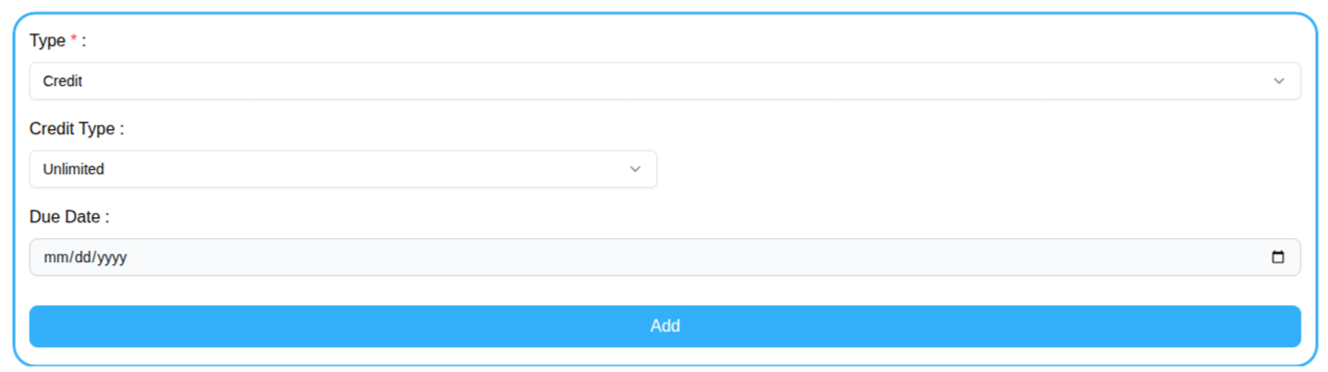 Type * :
Credit
Credit Type :
Unlimited
Due Date :
mm/dd/yyyy
Add